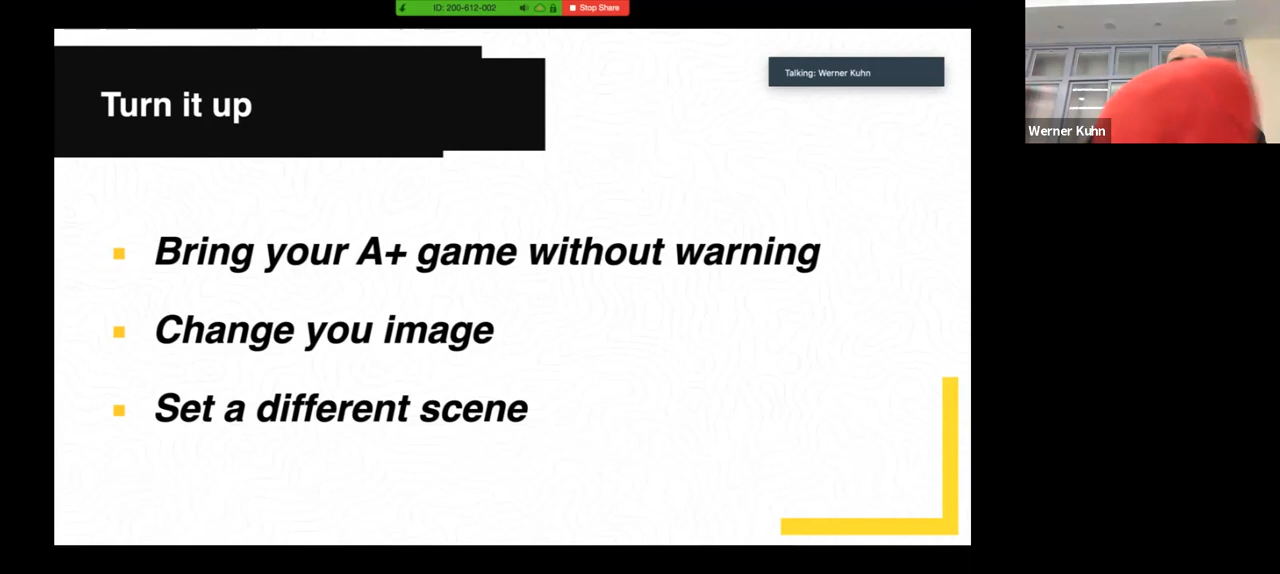 ID: 200-612-002
Stop Share
Turn it up
Talking: Werner Kuhn
Werner Kuhn
Bring your A+ game without warning
Change you image
Set a different scene